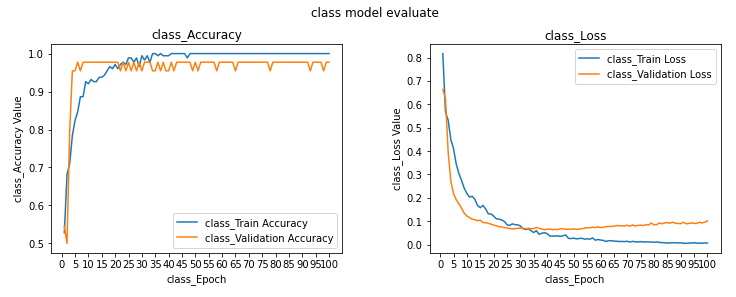 class model evaluate
class_Accuracy
class_Accuracy Value
1.0
0.9
0.8
0.7
0.6
0.5
class_Train Accuracy
class_Validation Accuracy
0 5 10 15 20 25 30 35 40 45 50 55 60 65 70 75 80 85 90 95 100
class_Epoch
class_Loss
class_Loss Value
0.8
0.7
0.6
0.5
0.4
0.3
0.2
0.1
0.0
class_Train Loss
class_Validation Loss
0 5 10 15 20 25 30 35 40 45 50 55 60 65 70 75 80 85 90 95 100
class_Epoch